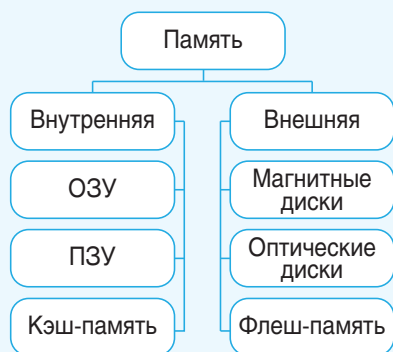 Память
Внутренняя
Внешняя
ОЗУ
Магнитные
диски
ПЗУ
Оптические
диски
Кэш-память
Флеш-память